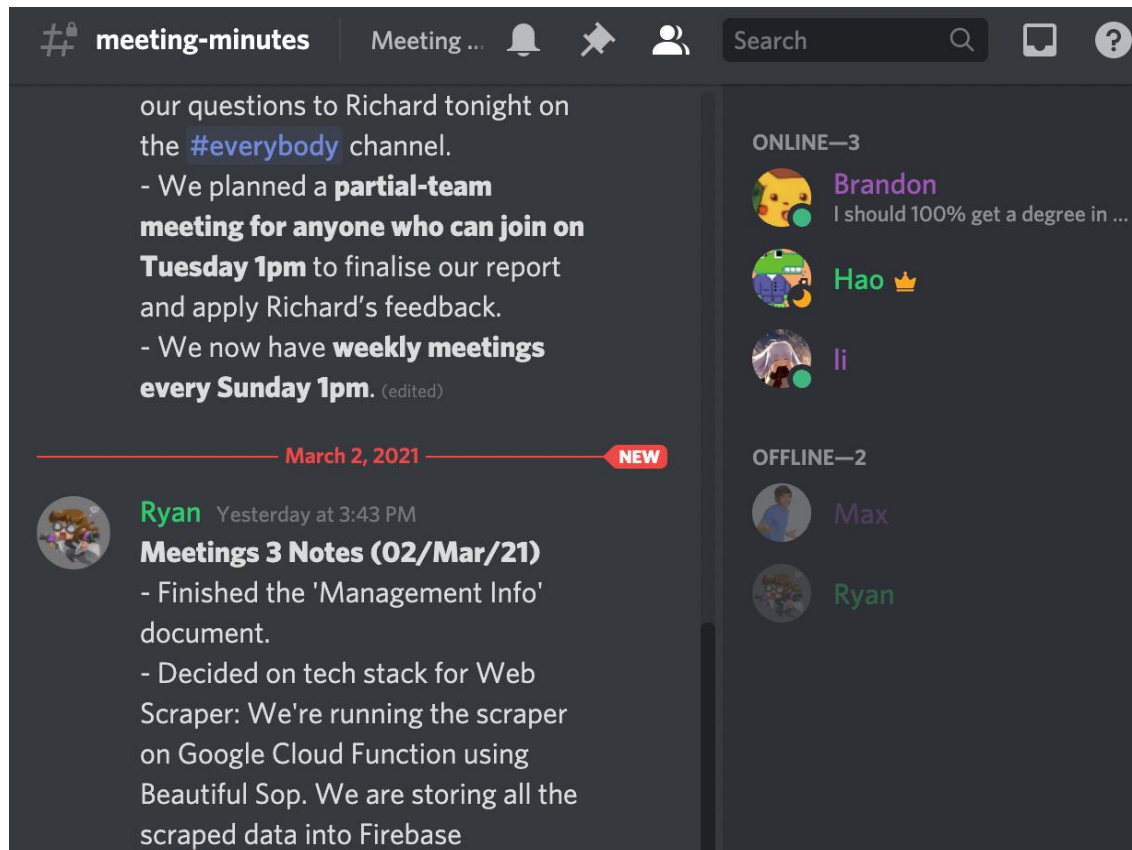 meeting-minutes
Meeting ...
Search
our questions to Richard tonight on
the #everybody channel.
- We planned a partial-team
meeting for anyone who can join on
Tuesday 1pm to finalise our report
and apply Richard's feedback.
- We now have weekly meetings
every Sunday 1pm. (edited)
March 2, 2021
NEW
Ryan Yesterday at 3:43 PM
Meetings 3 Notes (02/Mar/21)
- Finished the 'Management Info'
document.
- Decided on tech stack for Web
Scraper: We're running the scraper
on Google Cloud Function using
Beautiful Sop. We are storing all the
scraped data into Firebase
ONLINE—3
Brandon
I should 100% get a degree in ...
Hao
li
OFFLINE—2
Max
Ryan